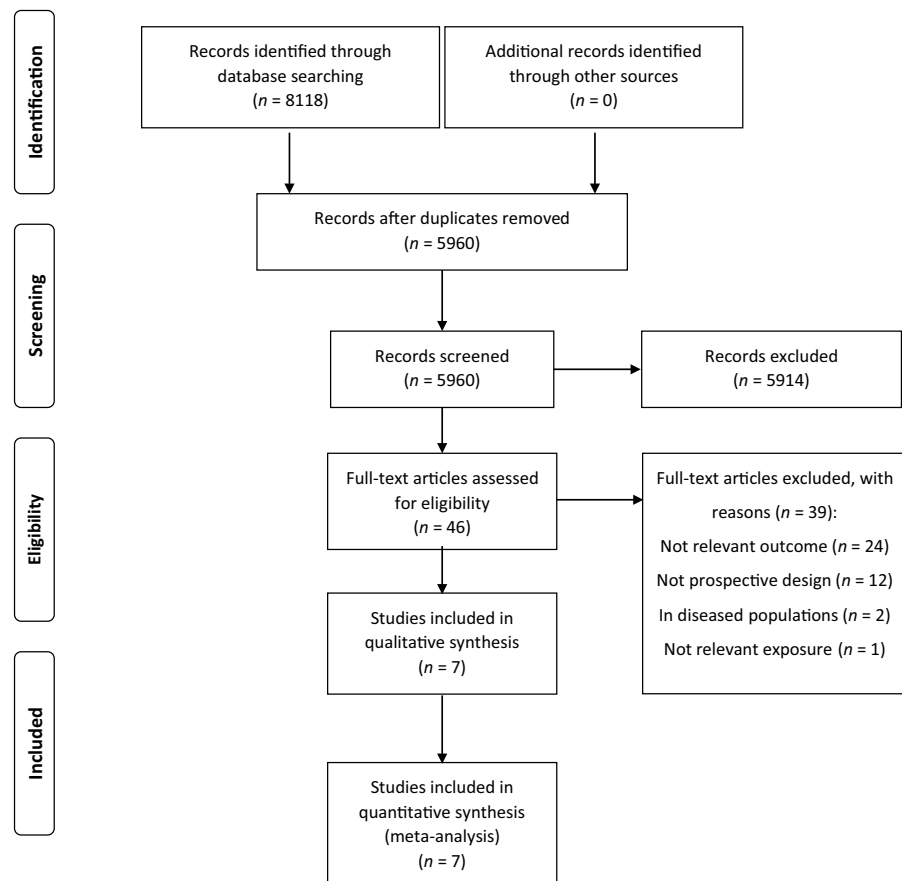 Identification
Records identified through
database searching
(n = 8118)
Additional records identified
through other sources
(n = 0)
Records after duplicates removed
(n = 5960)
Screening
Records screened
(n = 5960)
Records excluded
(n = 5914)
Eligibility
Full-text articles assessed
for eligibility
(n = 46)
Full-text articles excluded, with
reasons (n = 39):
Not relevant outcome (n = 24)
Not prospective design (n = 12)
In diseased populations (n = 2)
Not relevant exposure (n = 1)
Studies included in
qualitative synthesis
(n = 7)
Included
Studies included in
quantitative synthesis
(meta-analysis)
(n = 7)